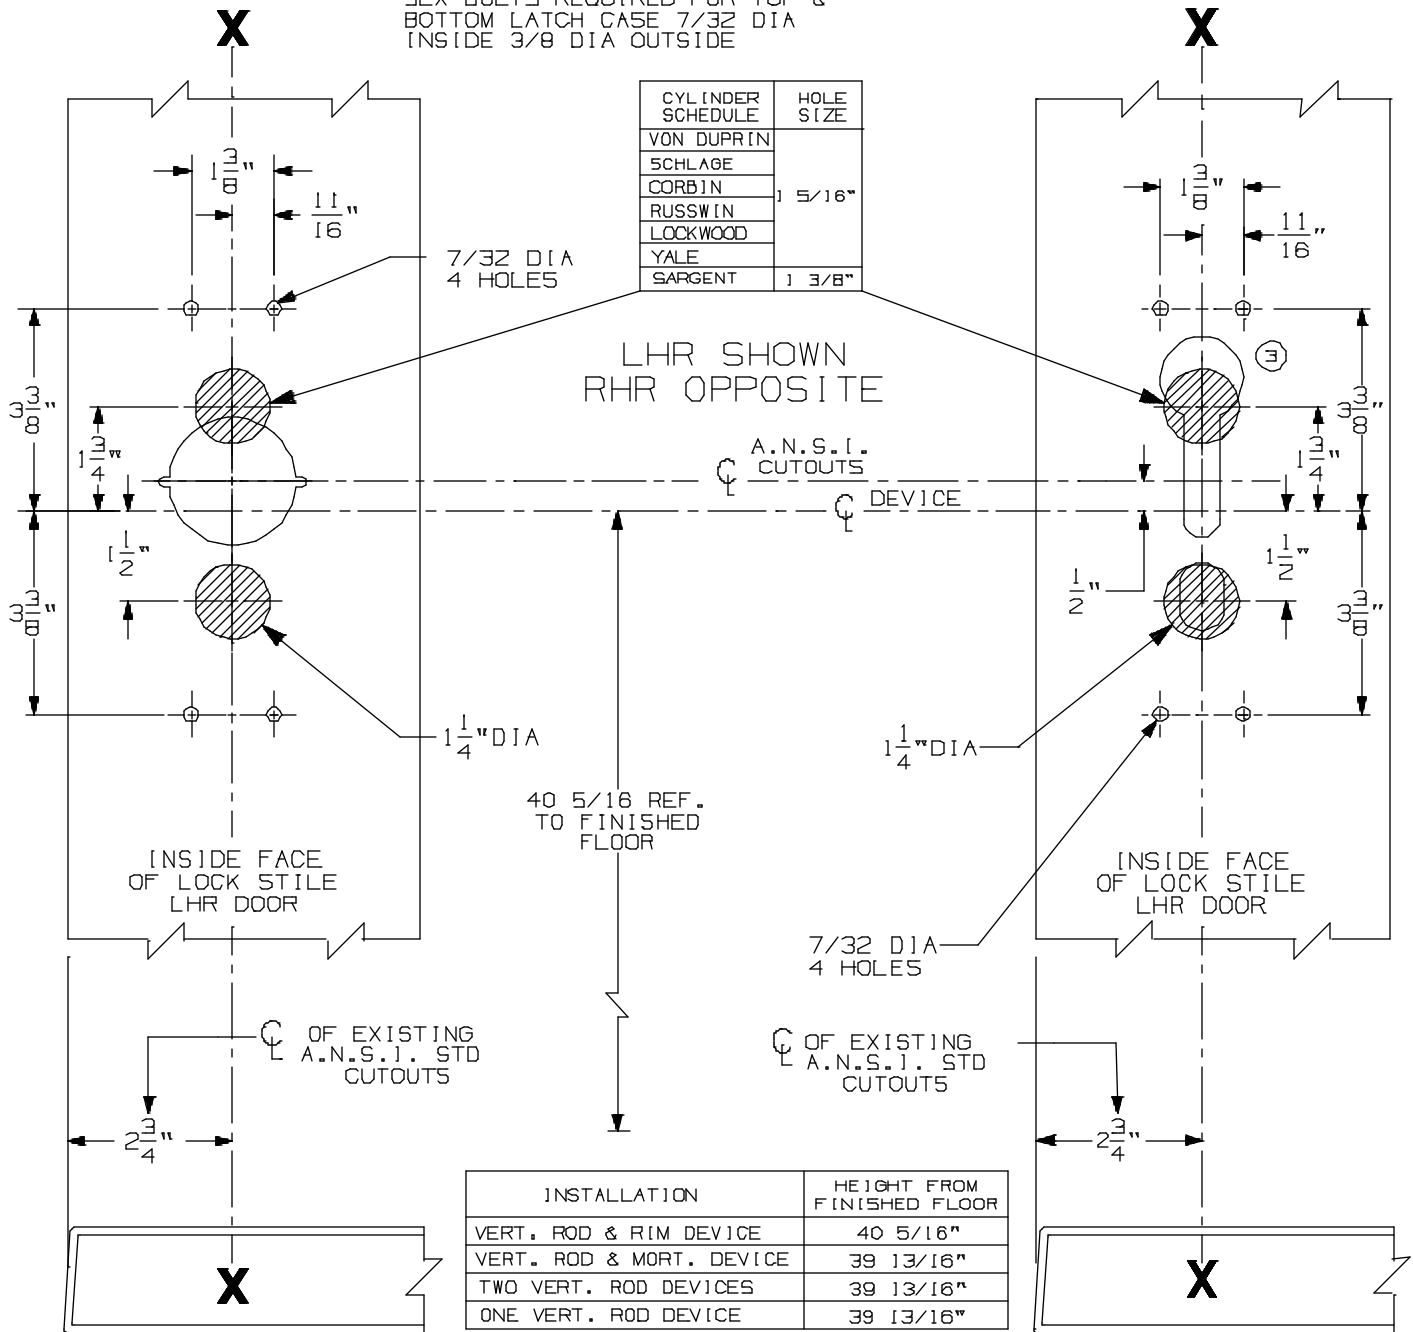 BOTTOM LATCH CASE 7/32 DIA
INSIDE 3/8 DIA OUTSIDE
X
X
CYLINDER SCHEDULE
HOLE SIZE
VON DUPRIN
SCHLAGE
CORBIN
RUSSWIN
LOCKWOOD
YALE
1 5/16"
SARGENT
1 3/8"
1 3/8"
11/16"
7/32 DIA
4 HOLES
1 3/8"
11/16"
LHR SHOWN
RHR OPPOSITE
3
3 3/8"
1 3/4"
1 1/2"
3 3/8"
A.N.S.I.
CUTOUTS
DEVICE
3 3/8"
1 3/4"
1 1/2"
1/2"
3 3/8"
1 1/4" DIA
1 1/4" DIA
40 5/16 REF.
TO FINISHED
FLOOR
INSIDE FACE
OF LOCK STILE
LHR DOOR
INSIDE FACE
OF LOCK STILE
LHR DOOR
7/32 DIA
4 HOLES
OF EXISTING
A.N.S.I. STD
CUTOUTS
OF EXISTING
A.N.S.I. STD
CUTOUTS
2 3/4"
2 3/4"
INSTALLATION
HEIGHT FROM
FINISHED FLOOR
VERT. ROD & RIM DEVICE 40 5/16"
VERT. ROD & MORT. DEVICE 39 13/16"
TWO VERT. ROD DEVICES 39 13/16"
ONE VERT. ROD DEVICE 39 13/16"
X
X